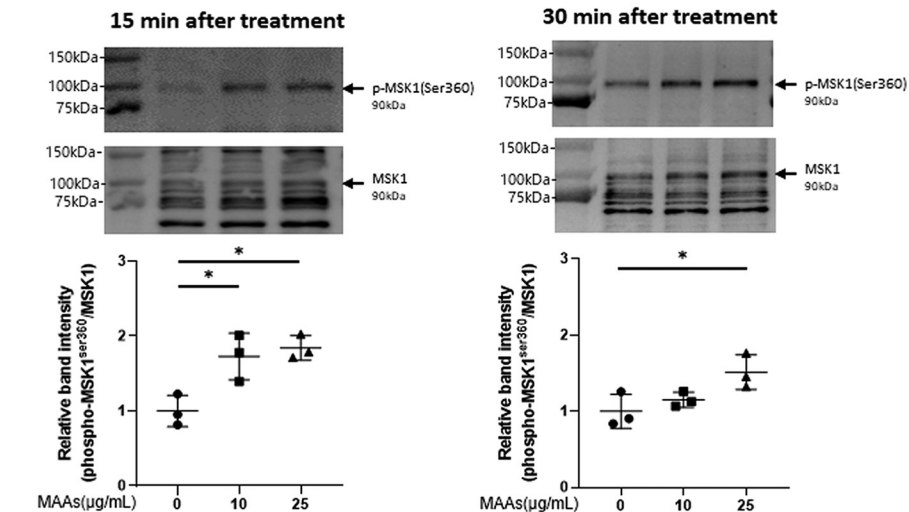 15 min after treatment
150kDa-
100kDa-
75kDa-
p-MSK1(Ser360)
90kDa
150kDa-
100kDa-
75kDa-
MSK1
90kDa
Relative band intensity
(phospho-MSK1ser360/MSK1)
3
2
1
0
*
*
MAAs(μg/mL) 0 10 25
30 min after treatment
150kDa-
100kDa-
75kDa-
p-MSK1(Ser360)
90kDa
150kDa-
100kDa-
75kDa-
MSK1
90kDa
Relative band intensity
(phospho-MSK1ser360/MSK1)
3
2
1
0
*
MAAs(μg/mL) 0 10 25